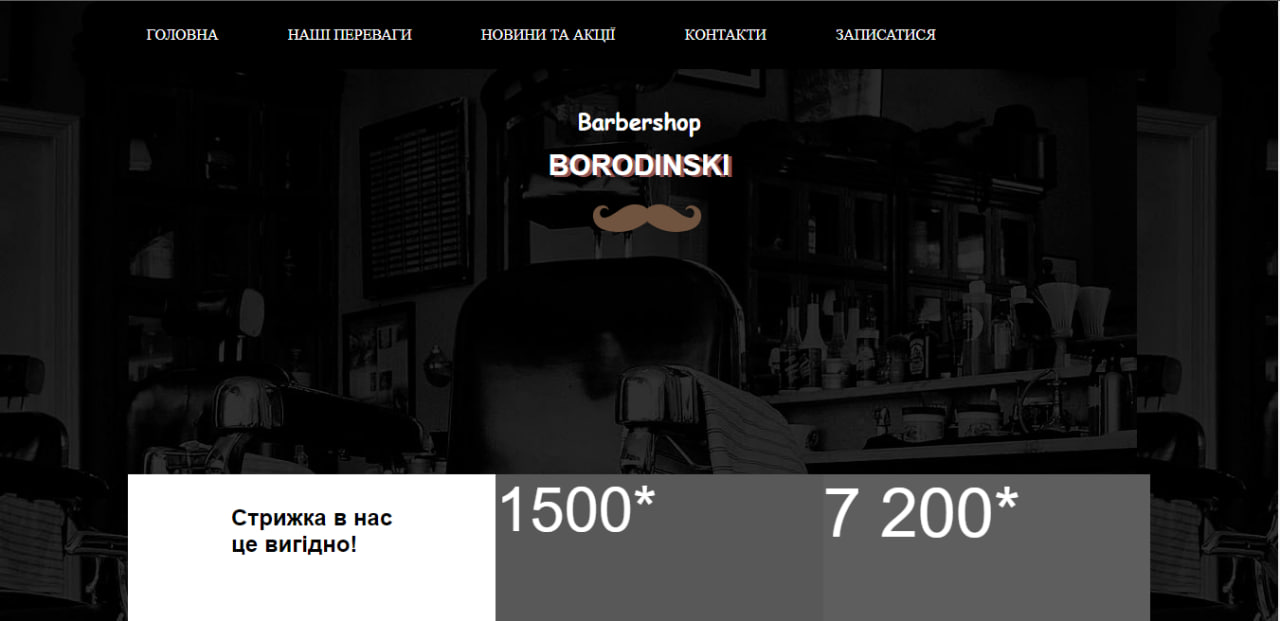 ГОЛОВНА НАШІ ПЕРЕВАГИ НОВИНИ ТА АКЦІЇ КОНТАКТИ ЗАПИСАТИСЯ
Barbershop
BORODINSKI
Стрижка в нас
це вигідно!
1500*
7 200*